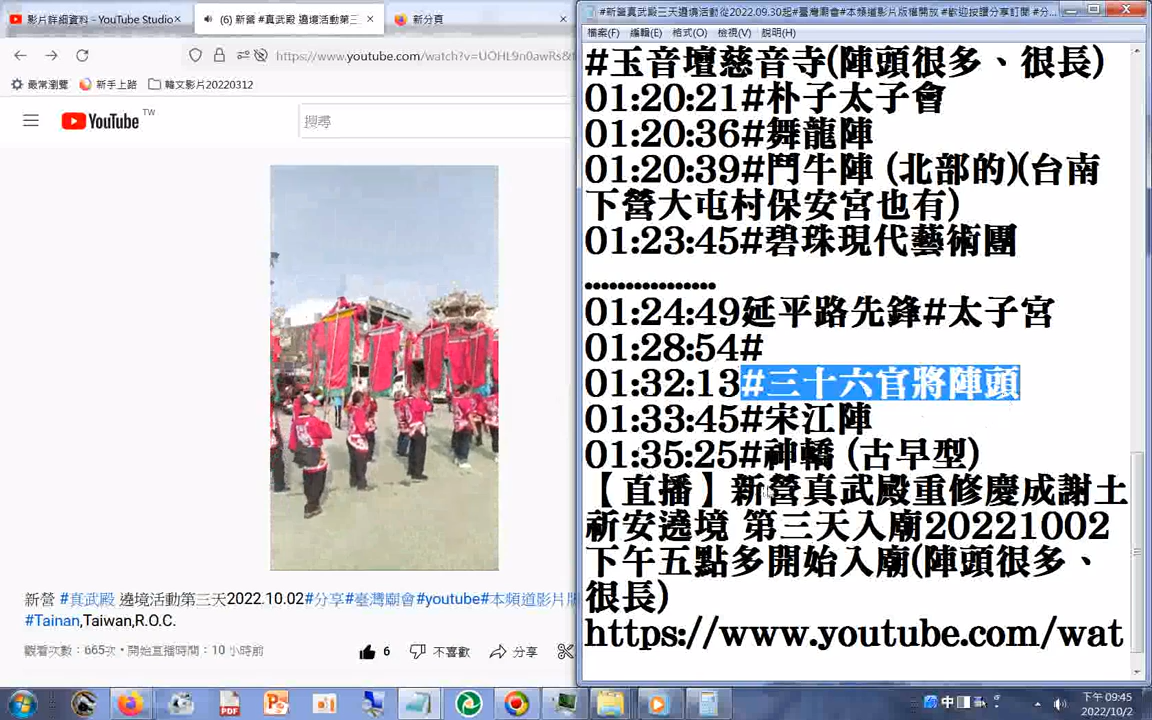 影片詳細資料 - YouTube Studio
(6) 新營 #真武殿 遶境活動第三
新分頁
https://www.youtube.com/watch?v=UOHL9n0awRs&t
最常瀏覽
新手上路
韓文影片20220312
YouTube TW
搜尋
新營 #真武殿 遶境活動第三天2022.10.02#分享#臺灣廟會#youtube#本頻道影片版
#Tainan,Taiwan,R.O.C.
觀看次數:665次 • 開始直播時間:10 小時前
6
不喜歡
分享
#新營真武殿三天遶境活動從2022.09.30起#臺灣廟會#本頻道影片版權開放 #歡迎按讚分享訂閱 #分...
檔案(F) 編輯(E) 格式(O) 檢視(V) 說明(H)
#玉音壇慈音寺(陣頭很多、很長)
01:20:21#朴子太子會
01:20:36#舞龍陣
01:20:39#鬥牛陣 (北部的)(台南
下營大屯村保安宮也有)
01:23:45#碧珠現代藝術團
................
01:24:49延平路先鋒#太子宮
01:28:54#
01:32:13#三十六官將陣頭
01:33:45#宋江陣
01:35:25#神轎 (古早型)
【直播】新營真武殿重修慶成謝土
祈安遶境 第三天入廟20221002
下午五點多開始入廟(陣頭很多、
很長)
https://www.youtube.com/wat
中
下午 09:45
2022/10/2